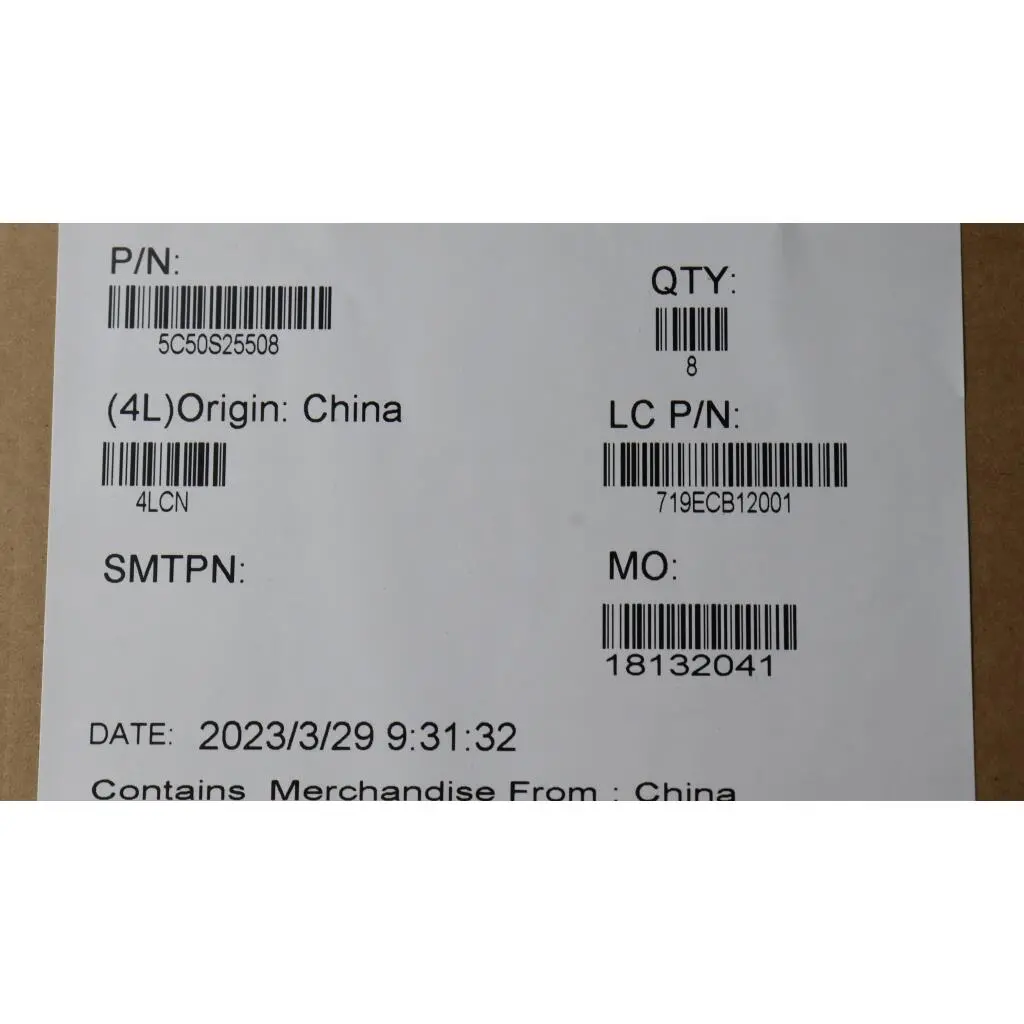 P/N:
5C50S25508
QTY:
8
(4L)Origin: China
4LCN
LC P/N:
719ECB12001
SMTPN:
MO:
18132041
DATE: 2023/3/29 9:31:32
Contains Merchandise From : China